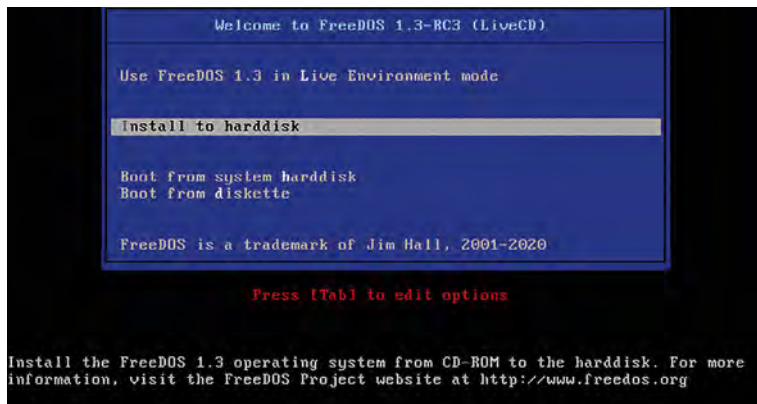 Welcome to FreeDOS 1.3-RC3 (LiveCD)
Use FreeDOS 1.3 in Live Environment mode
Install to harddisk
Boot from system harddisk
Boot from diskette
FreeDOS is a trademark of Jim Hall, 2001-2020
Press [Tab] to edit options
Install the FreeDOS 1.3 operating system from CD-ROM to the harddisk. For more
information, visit the FreeDOS Project website at http://www.freedos.org